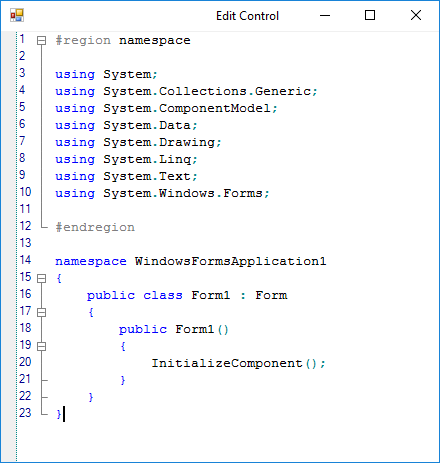 Edit Control
1 #region namespace
2
3 using System;
4 using System.Collections.Generic;
5 using System.ComponentModel;
6 using System.Data;
7 using System.Drawing;
8 using System.Linq;
9 using System.Text;
10 using System.Windows.Forms;
11
12 #endregion
13
14 namespace WindowsFormsApplication1
15 {
16     public class Form1 : Form
17     {
18         public Form1()
19         {
20             InitializeComponent();
21         }
22     }
23 }